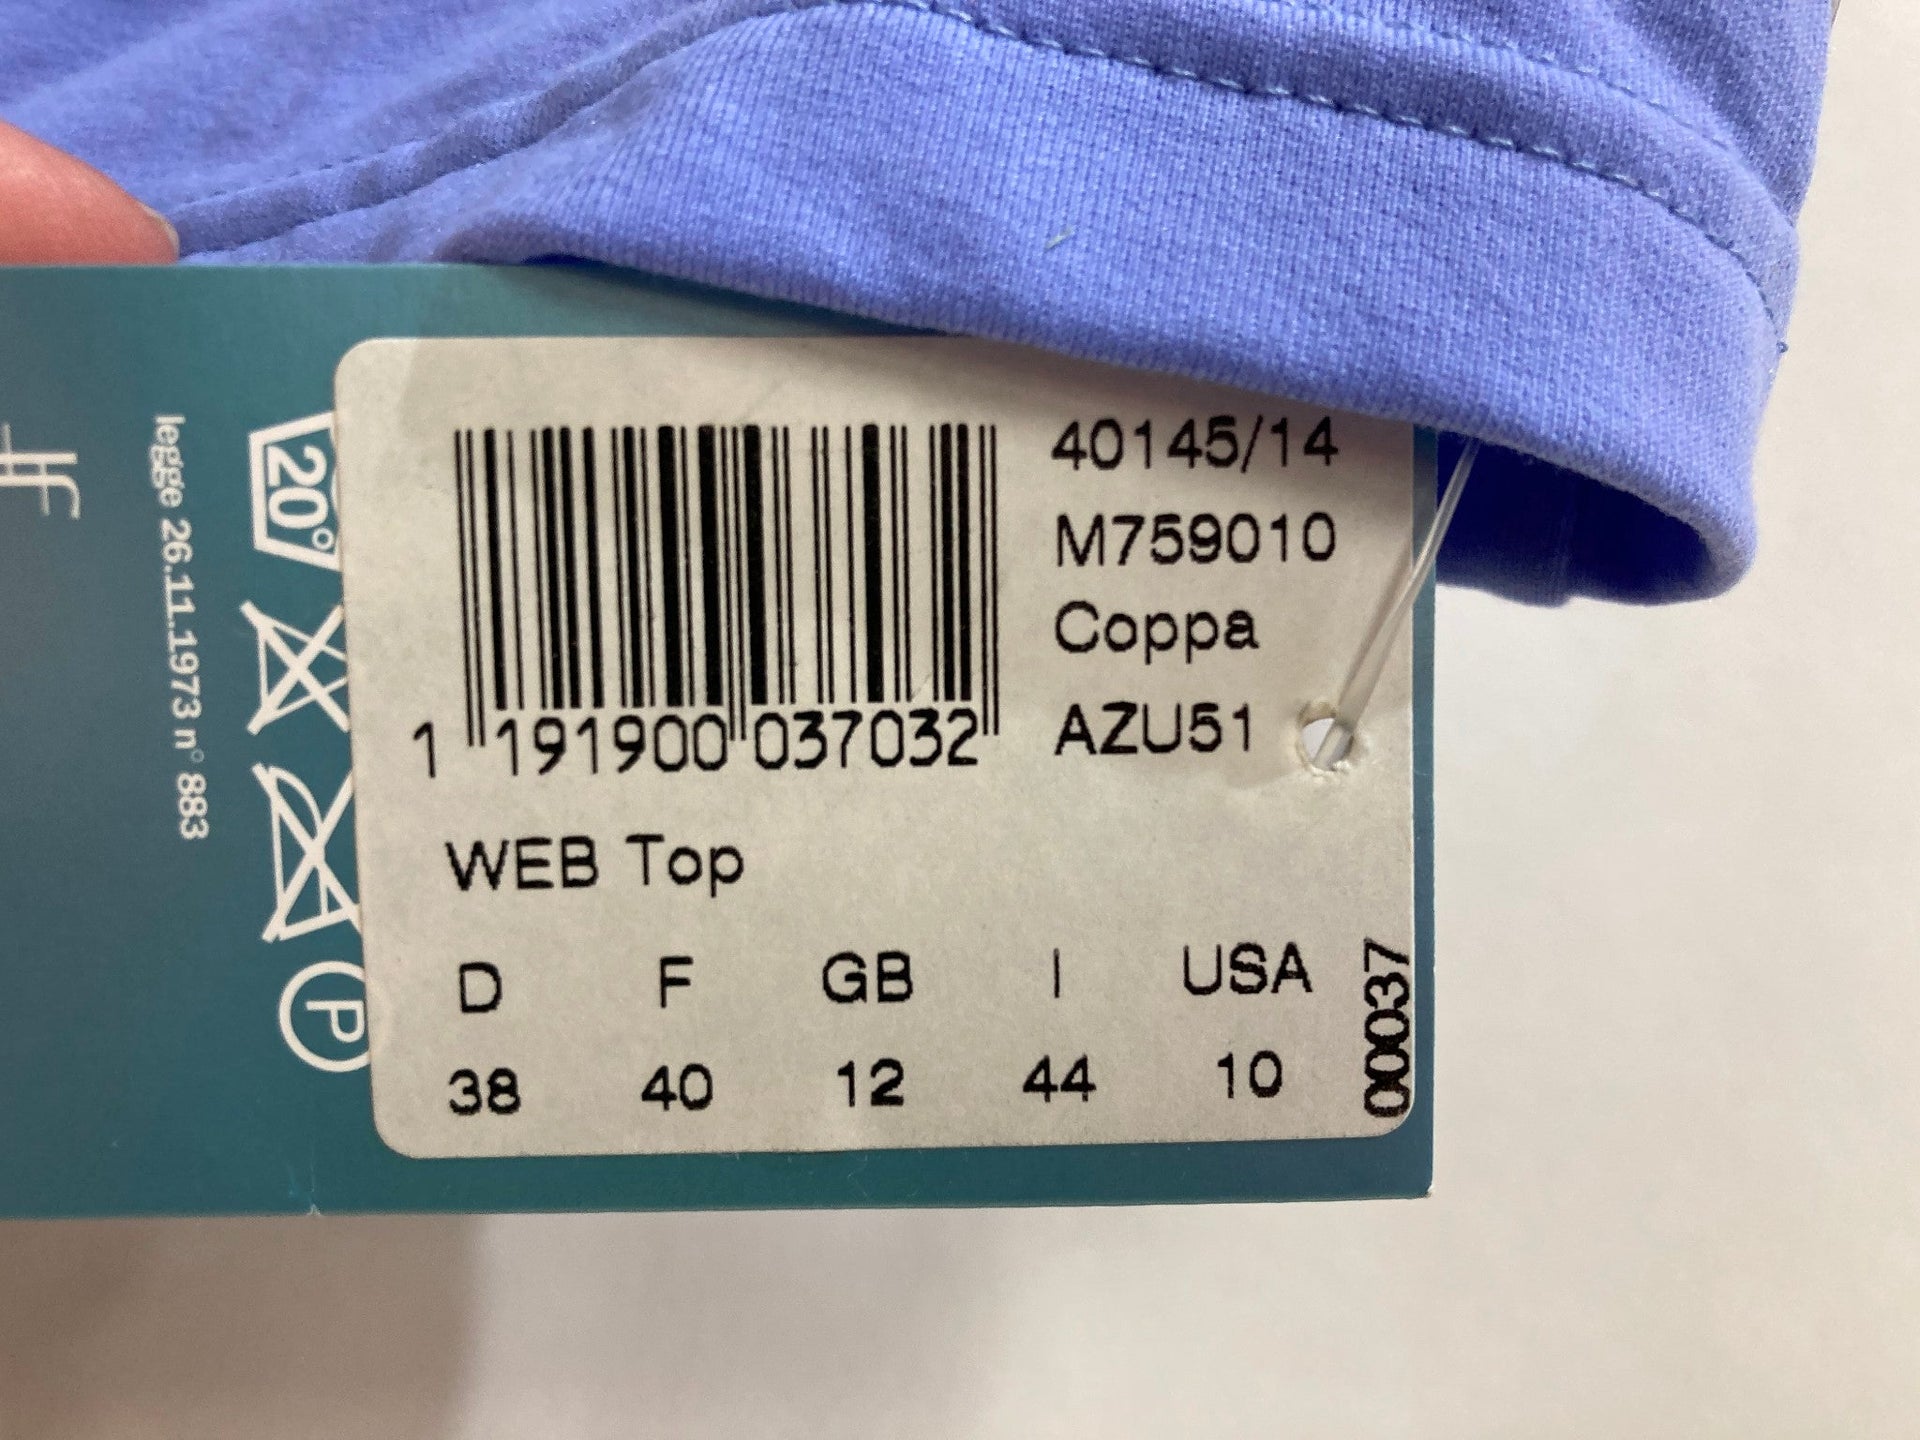 40145/14
M759010
Coppa
AZU51
1 191900 037032
WEB Top
D F GB I USA
38 40 12 44 10
00037
20°
P
legge 26.11.1973 n° 883